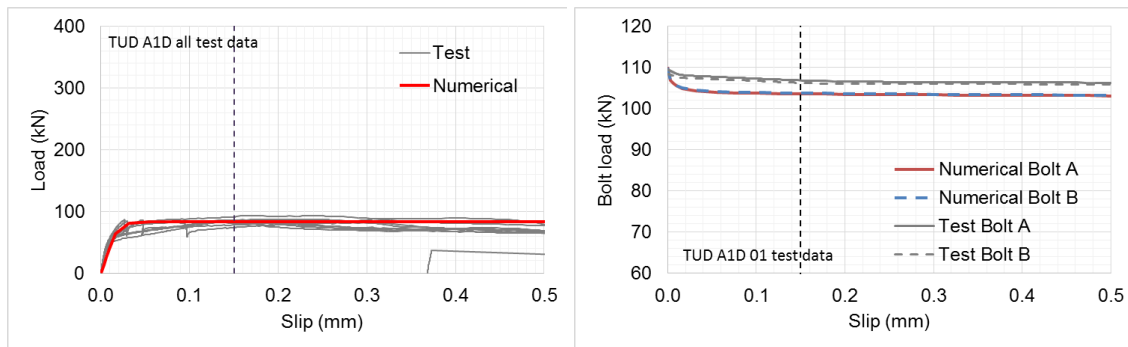 TUD A1D all test data
Test
Numerical
Load (kN)
400
300
200
100
0
0.0 0.1 0.2 0.3 0.4 0.5
Slip (mm)
Bolt load (kN)
120
110
100
90
80
70
60
Numerical Bolt A
Numerical Bolt B
Test Bolt A
Test Bolt B
TUD A1D 01 test data
0.0 0.1 0.2 0.3 0.4 0.5
Slip (mm)